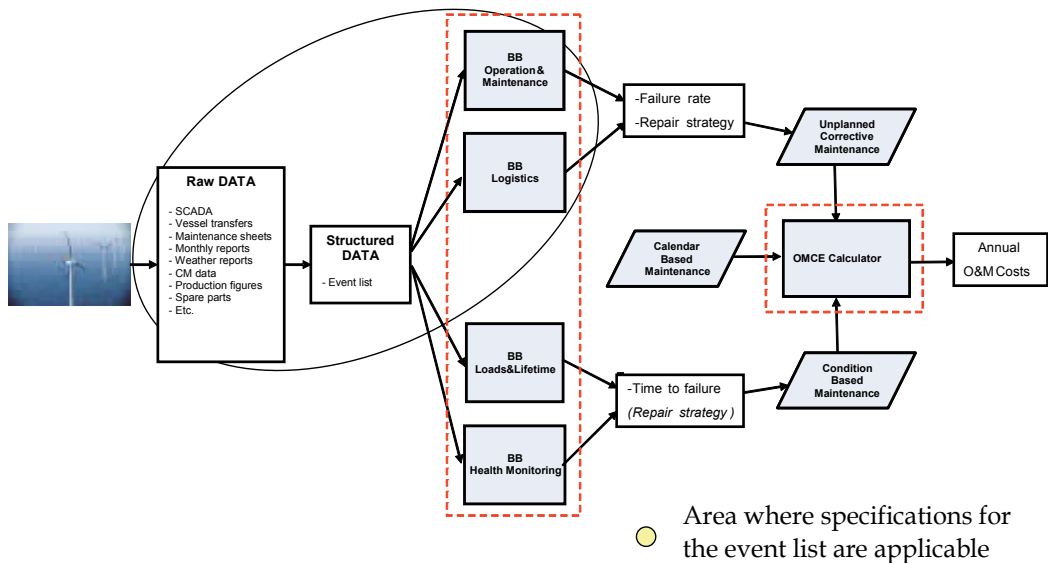 Raw DATA
- SCADA
- Vessel transfers
- Maintenance sheets
- Monthly reports
- Weather reports
- CM data
- Production figures
- Spare parts
- Etc.
Structured
DATA
- Event list
BB
Operation&
Maintenance
BB
Logistics
BB
Loads&Lifetime
BB
Health Monitoring
-Failure rate
-Repair strategy
-Time to failure
(Repair strategy)
Unplanned
Corrective
Maintenance
Calendar
Based
Maintenance
OMCE Calculator
Condition
Based
Maintenance
Annual
O&M Costs
Area where specifications for
the event list are applicable